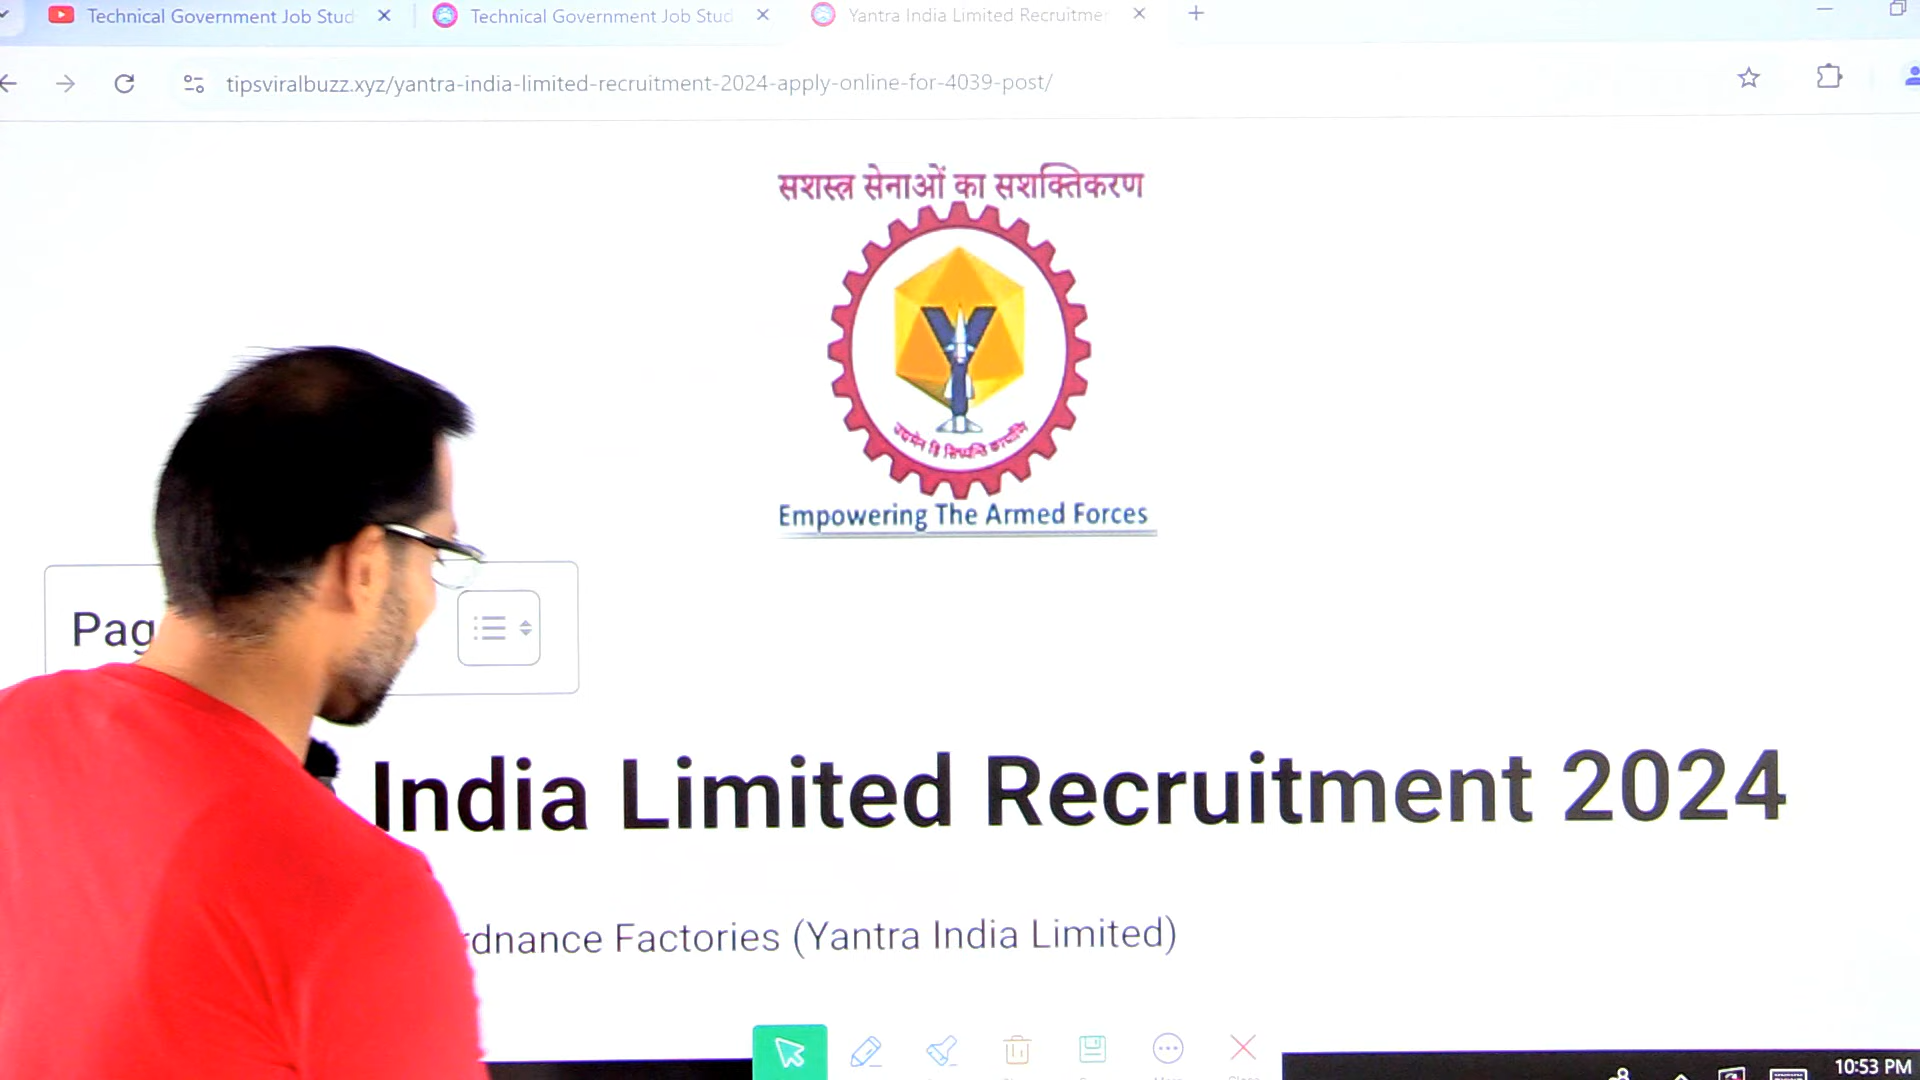 Technical Government Job Stud
Technical Government Job Stud
Yantra India Limited Recruitme
tipsviralbuzz.xyz/yantra-india-limited-recruitment-2024-apply-online-for-4039-post/
सशस्त्र सेनाओं का सशक्तिकरण
Y
Empowering The Armed Forces
Pag
India Limited Recruitment 2024
rdnance Factories (Yantra India Limited)
10:53 PM